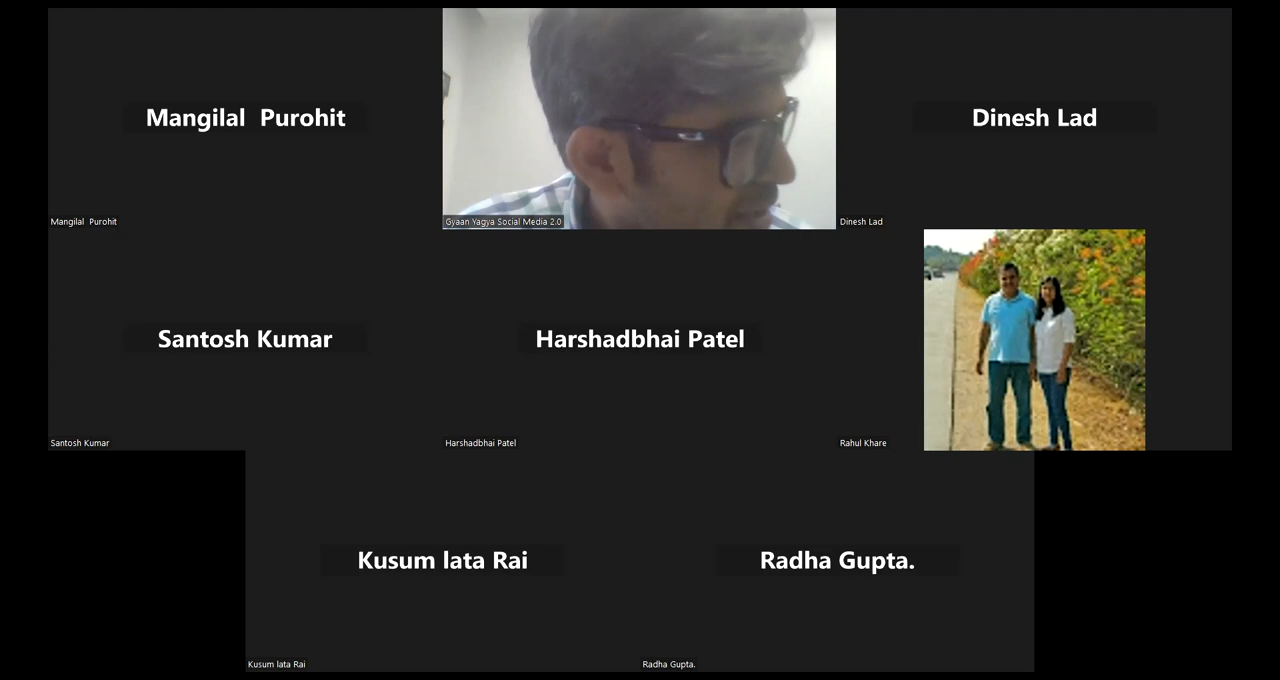 Mangilal  Purohit
Mangilal  Purohit
Gyaan Yagya Social Media 2.0
Dinesh Lad
Dinesh Lad
Santosh Kumar
Santosh Kumar
Harshadbhai Patel
Harshadbhai Patel
Rahul Khare
Kusum lata Rai
Kusum lata Rai
Radha Gupta.
Radha Gupta.